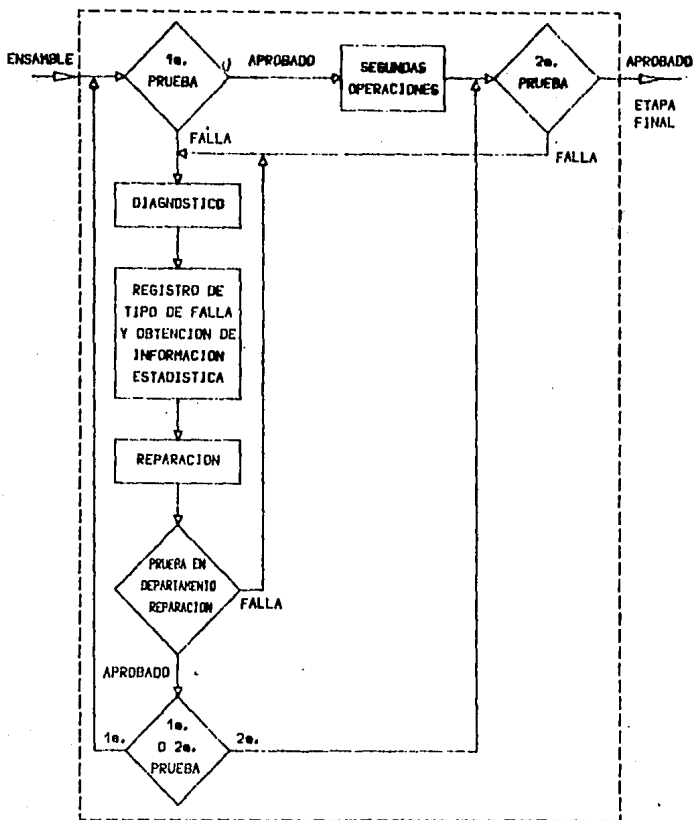 ENSAMBLE
1a.
PRUEBA
APROBADO
SEGUNDAS
OPERACIONES
2a.
PRUEBA
APROBADO
ETAPA
FINAL
FALLA
FALLA
DIAGNOSTICO
REGISTRO DE
TIPO DE FALLA
Y OBTENCION DE
INFORMACION
ESTADISTICA
REPARACION
PRUEBA EN
DEPARTAMENTO
REPARACION
FALLA
APROBADO
1a.
1a.
O 2a.
PRUEBA
2a.